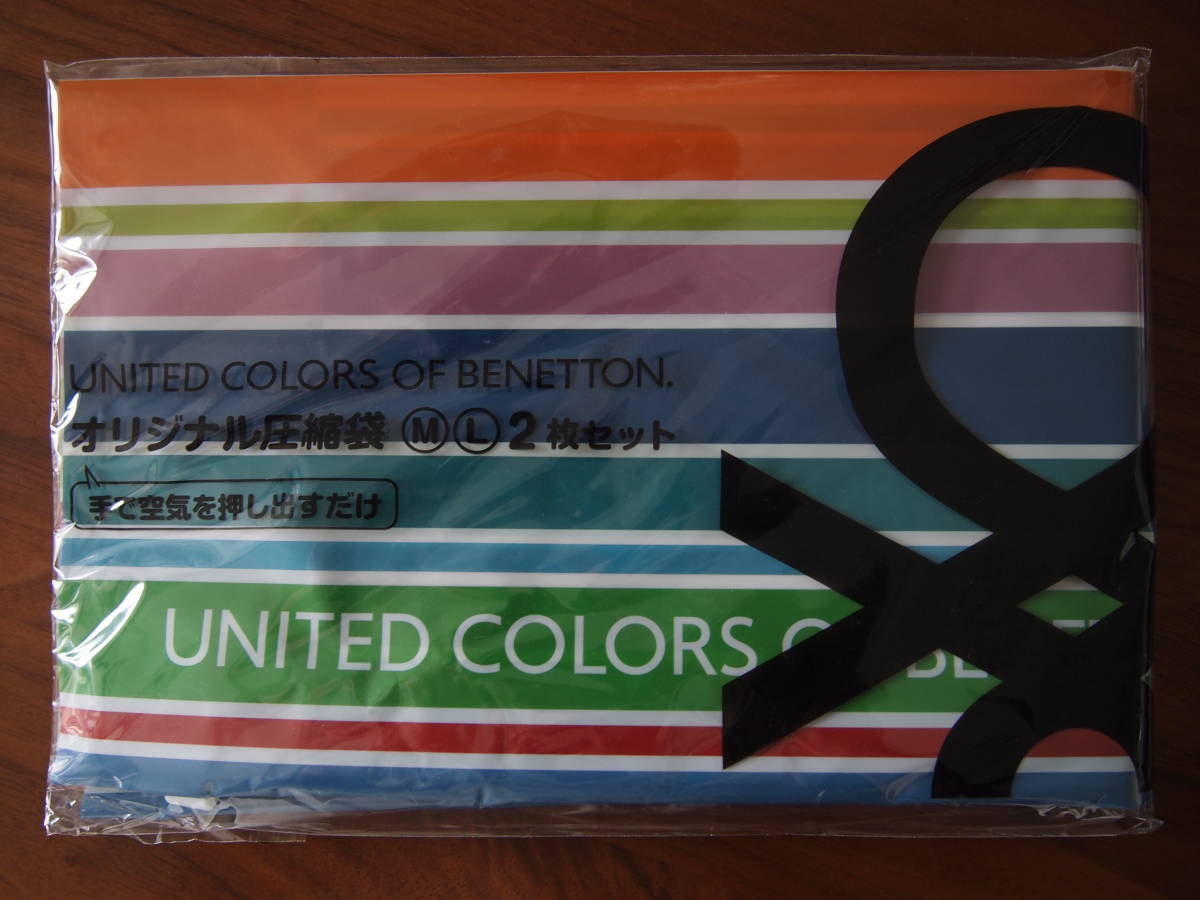 UNITED COLORS OF BENETTON.
オリジナル圧縮袋 Ⓜ Ⓛ 2枚セット
手で空気を押し出すだけ
UNITED COLORS